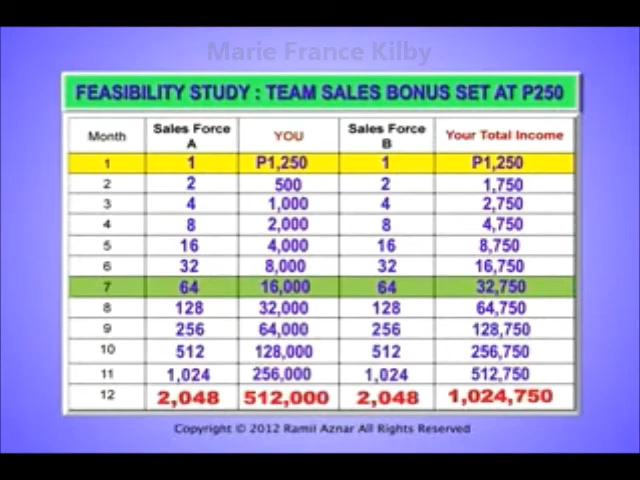 Marie France Kilby
FEASIBILITY STUDY : TEAM SALES BONUS SET AT P250
Month Sales Force A YOU Sales Force B Your Total Income
1 1 P1,250 1 P1,250
2 2 500 2 1,750
3 4 1,000 4 2,750
4 8 2,000 8 4,750
5 16 4,000 16 8,750
6 32 8,000 32 16,750
7 64 16,000 64 32,750
8 128 32,000 128 64,750
9 256 64,000 256 128,750
10 512 128,000 512 256,750
11 1,024 256,000 1,024 512,750
12 2,048 512,000 2,048 1,024,750
Copyright © 2012 Ramil Aznar All Rights Reserved